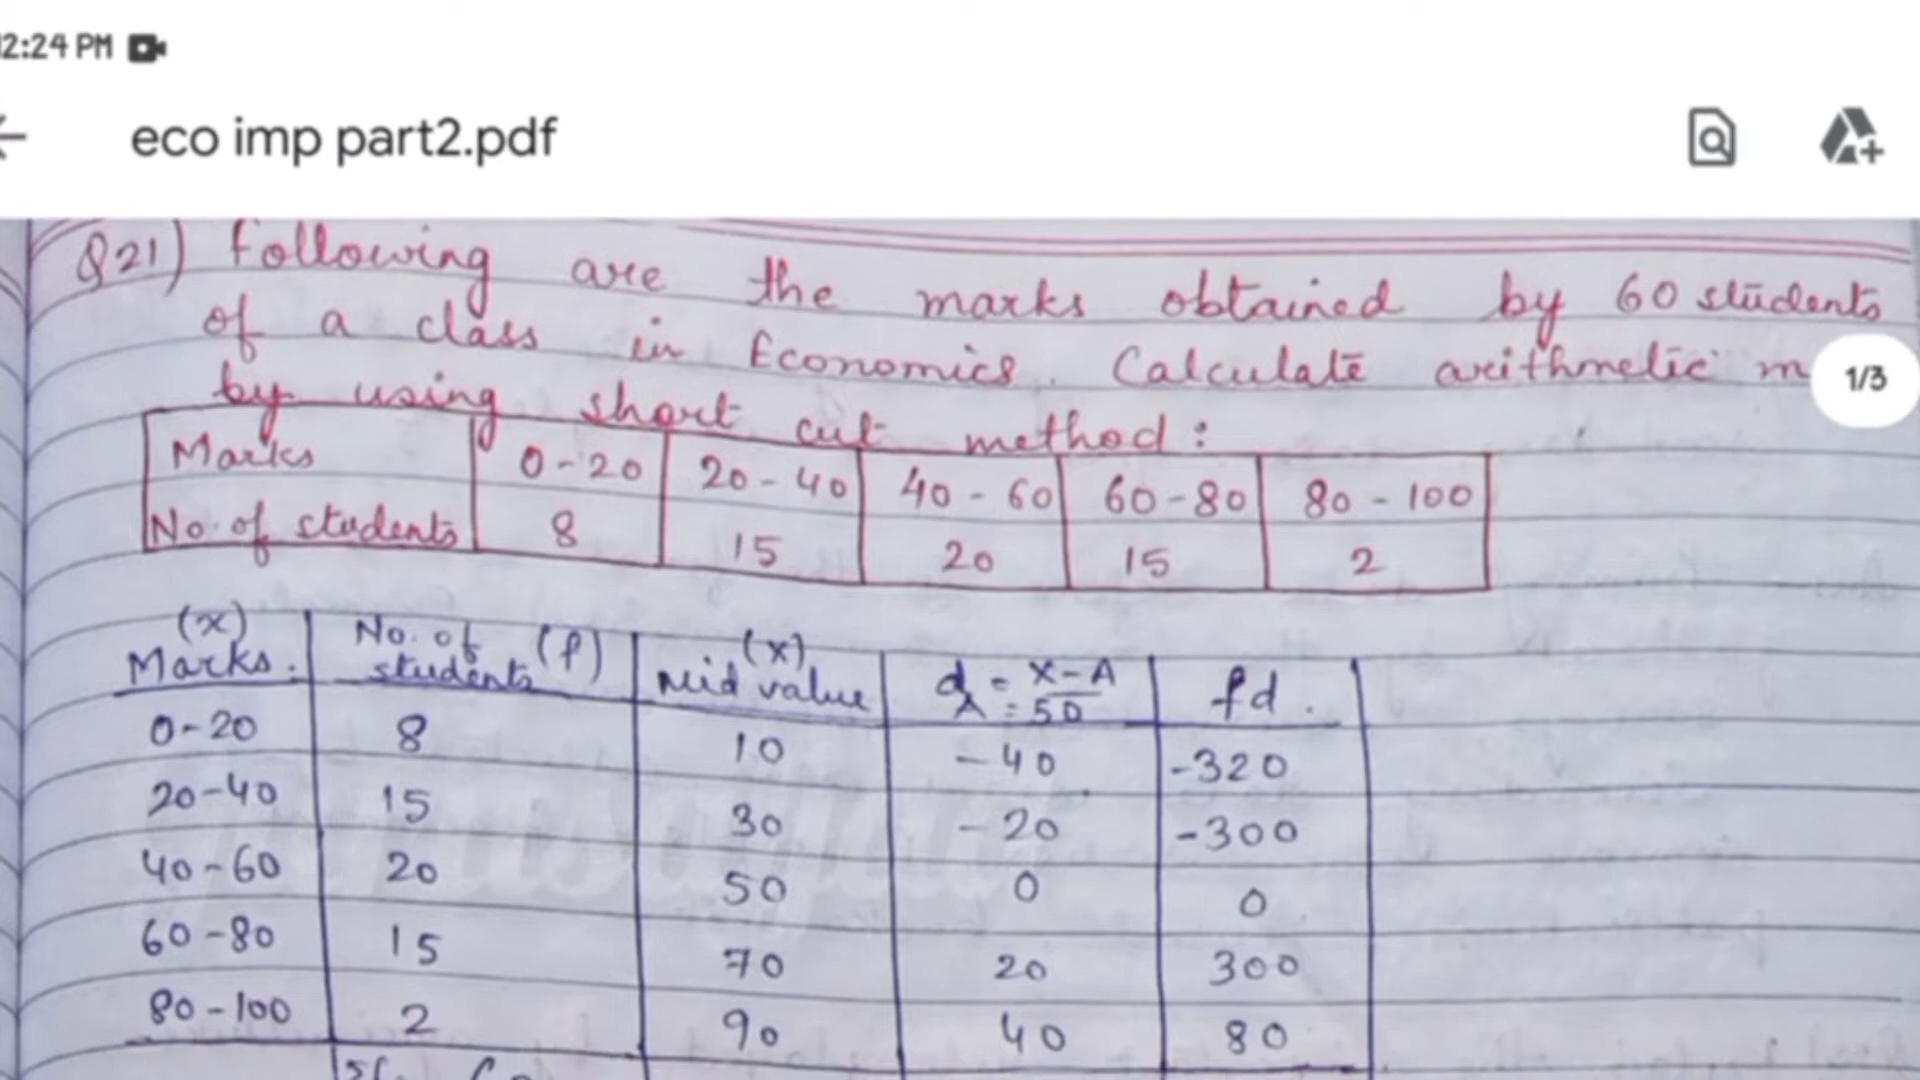 2:24 PM
eco imp part2.pdf
Q21) Following are the marks obtained by 60 students
of a class in Economics. Calculate arithmetic m
1/3
by using short cut method :
Marks 0-20 20-40 40-60 60-80 80-100
No. of students 8 15 20 15 2
(x) Marks. No. of students (f) (x) Mid value d = X-A A = 50 fd.
0-20 8 10 -40 -320
20-40 15 30 -20 -300
40-60 20 50 0 0
60-80 15 70 20 300
80-100 2 90 40 80